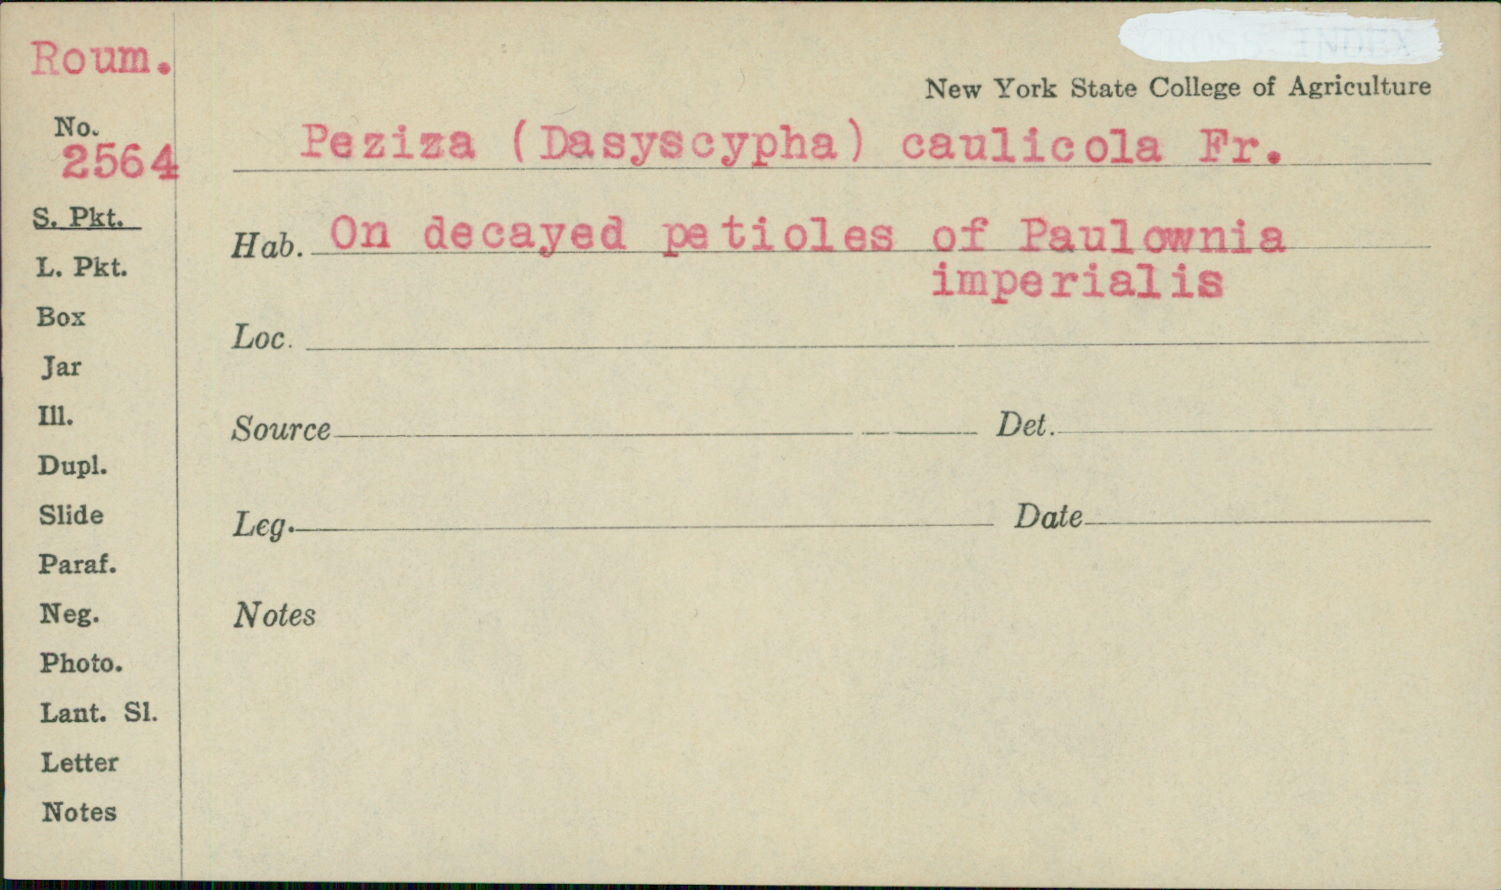 Roum.
New York State College of Agriculture
No.
2564
Peziza (Dasyscypha) caulicola Fr.
S. Pkt.
Hab. On decayed petioles of Paulownia
imperialis
L. Pkt.
Box
Loc.
Jar
Ill.
Source Det.
Dupl.
Slide
Leg. Date
Paraf.
Neg.
Notes
Photo.
Lant. Sl.
Letter
Notes